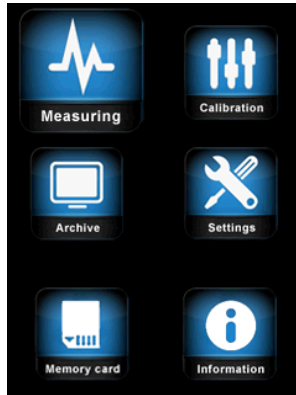 Measuring
Calibration
Archive
Settings
Memory card
Information